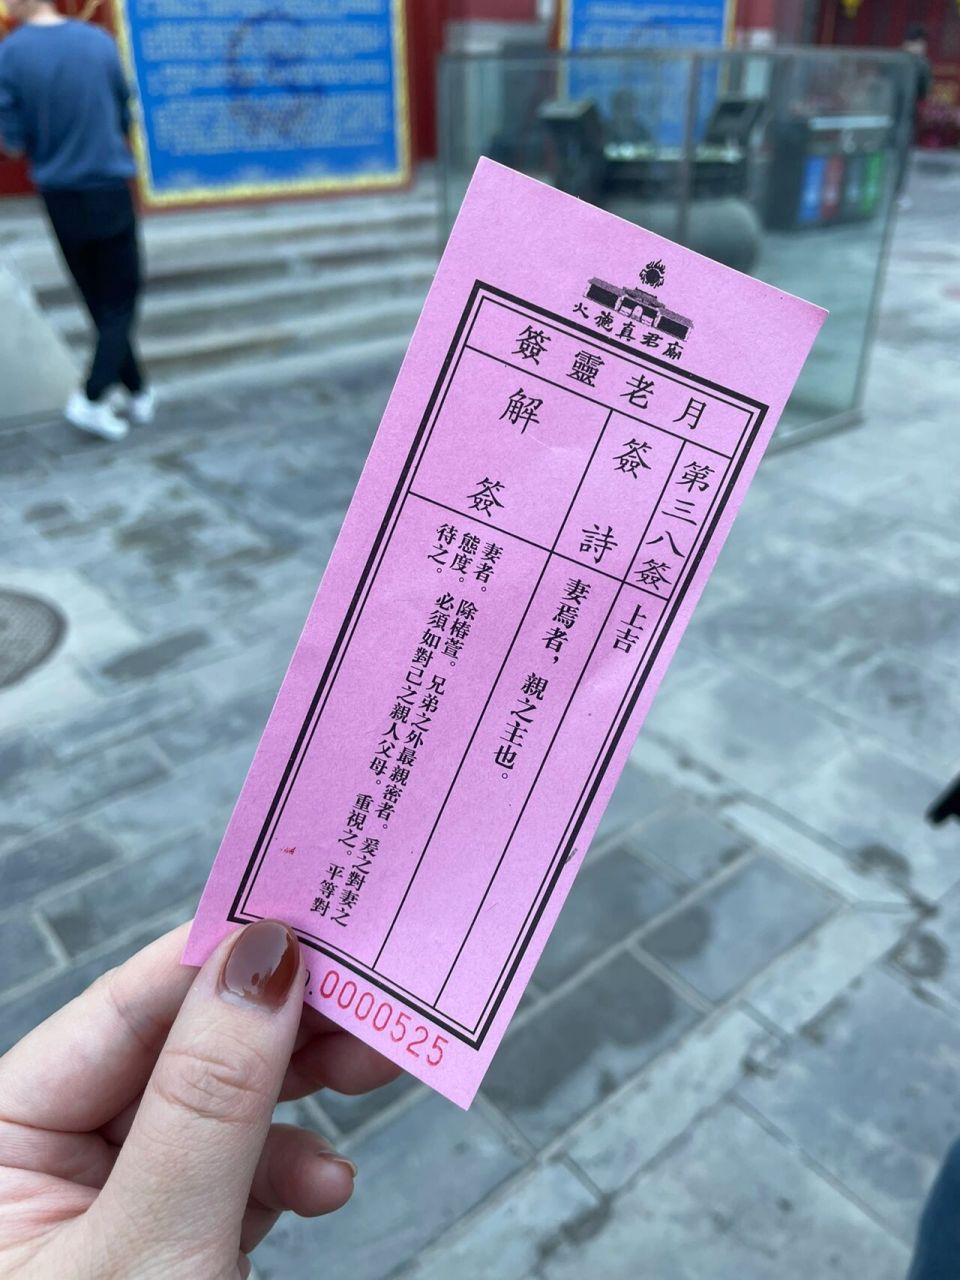 火德真君廟
月老靈簽
第三八簽 上吉
簽詩
妻焉者，親之主也。
解簽
妻者。除椿萱。兄弟之外最親密者。爰之對妻之
態度。必須如對己之親人父母。重視之。平等對
待之。
0000525